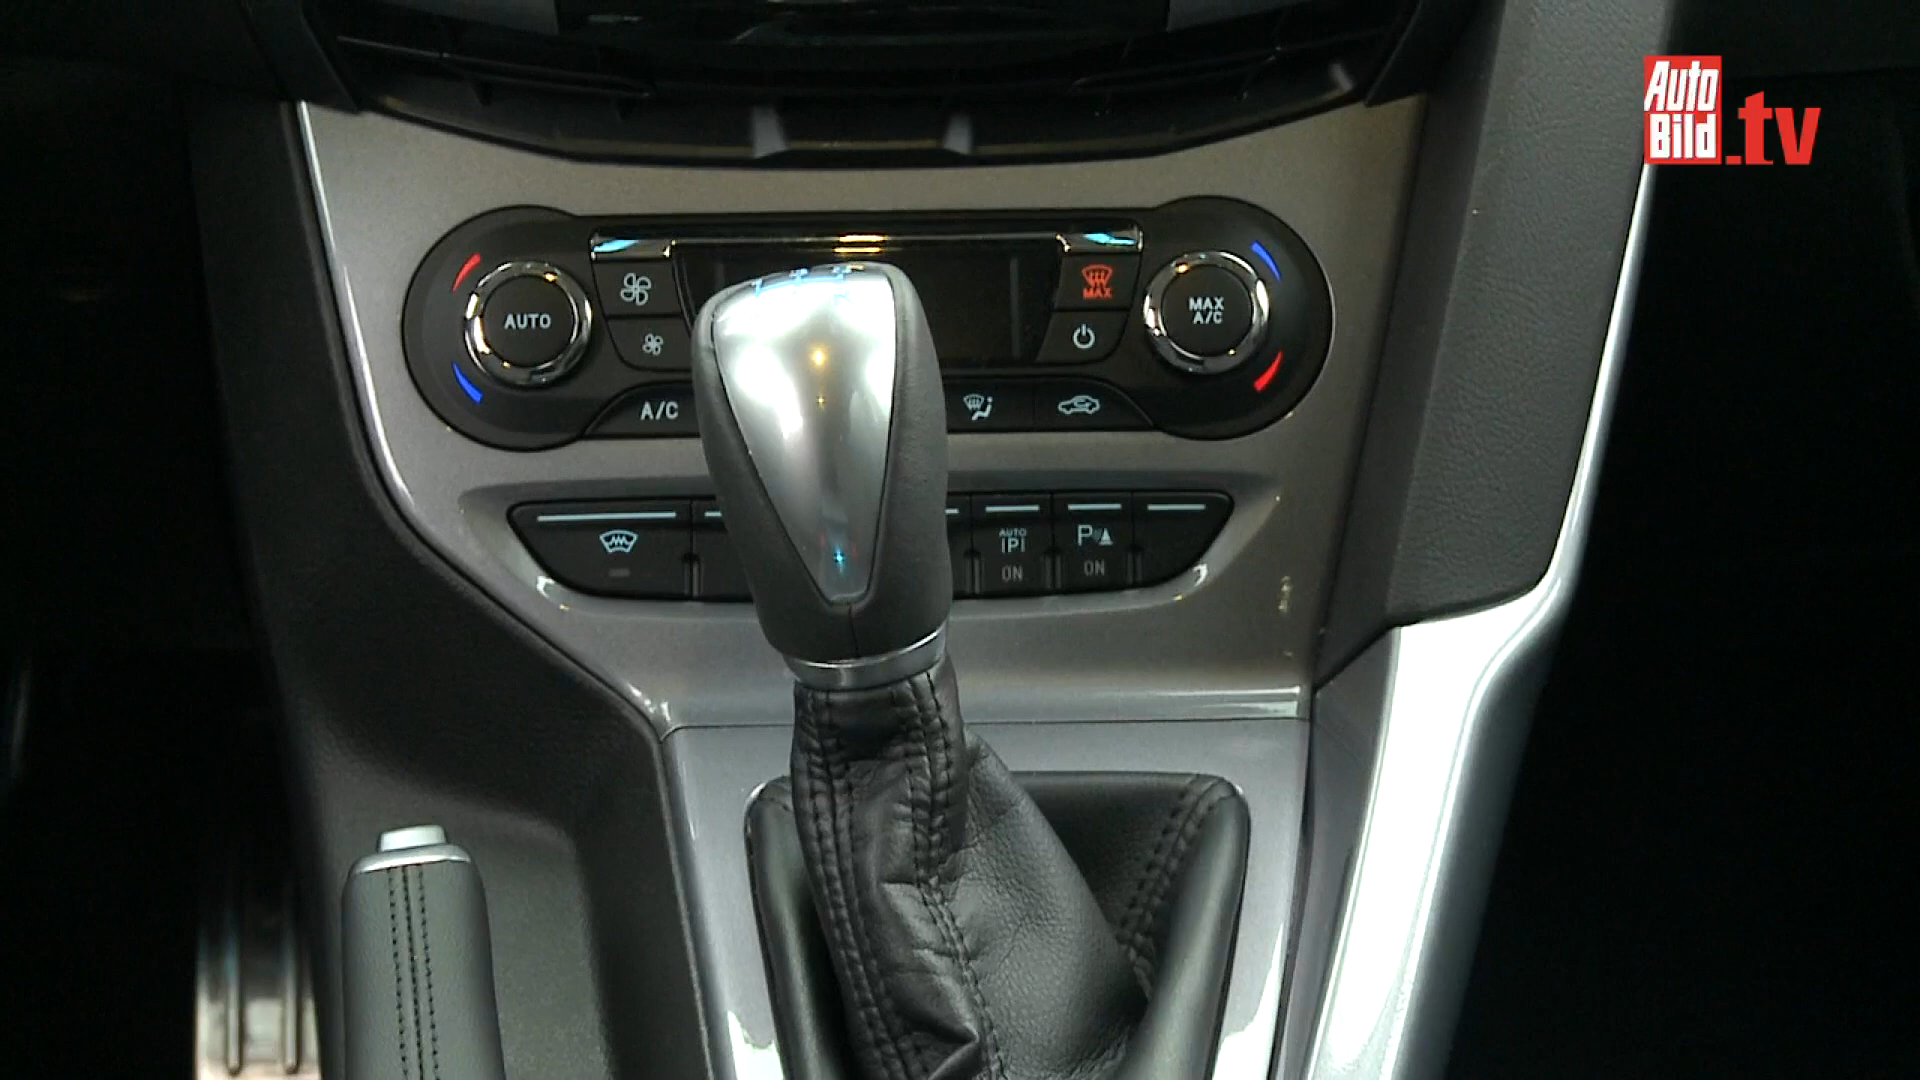 Auto
Bild
.tv
AUTO
MAX
MAX
A/C
A/C
AUTO
P
P
ON
ON